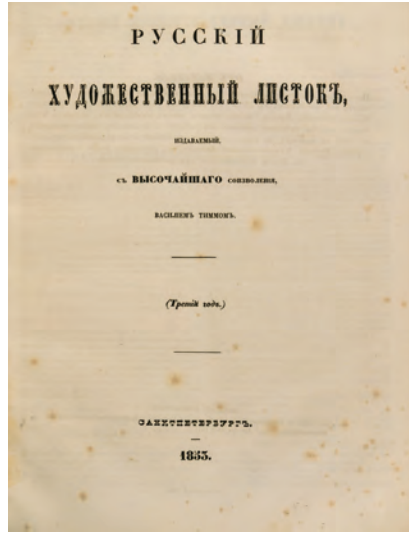 РУССКІЙ
ХУДОЖЕСТВЕННЫЙ ЛИСТОКЪ,
ИЗДАВАЕМЫЙ,
СЪ ВЫСОЧАЙШАГО СОИЗВОЛЕНІЯ,
ВАСИЛІЕМЪ ТИММОМЪ.
(Третій годъ.)
САНКТПЕТЕРБУРГЪ.
1853.